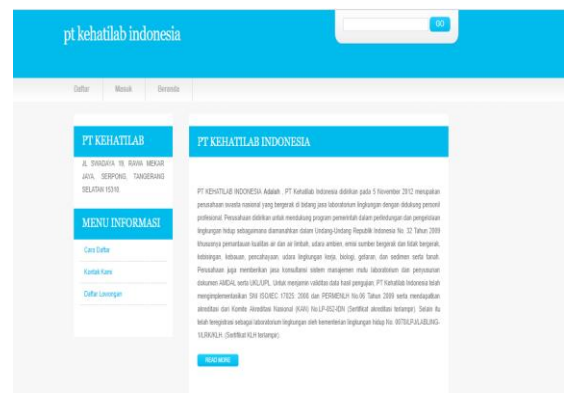 pt kehatilab indonesia
GO
Daftar Masuk Beranda
PT KEHATILAB
JL SWADAYA 19, RAWA MEKAR
JAYA, SERPONG, TANGERANG
SELATAN 15310.
MENU INFORMASI
Cara Daftar
Kontak Kami
Daftar Lowongan
PT KEHATILAB INDONESIA
PT KEHATILAB INDONESIA Adalah . PT Kehatilab Indonesia didirikan pada 5 November 2012 merupakan
perusahaan swasta nasional yang bergerak di bidang jasa laboratorium lingkungan dengan didukung personil
profesional. Perusahaan didirikan untuk mendukung program pemerintah dalam perlindungan dan pengelolaan
lingkungan hidup sebagaimana diamanahkan dalam Undang-Undang Republik Indonesia No. 32 Tahun 2009
khususnya pemantauan kualitas air dan air limbah, udara ambien, emisi sumber bergerak dan tidak bergerak,
kebisingan, kebauan, pencahayaan, udara lingkungan kerja, biologi, getaran, dan sedimen serta tanah.
Perusahaan juga memberikan jasa konsultansi sistem manajemen mutu laboratorium dan penyusunan
dokumen AMDAL serta UKL/UPL. Untuk menjamin validitas data hasil pengujian, PT Kehatilab Indonesia telah
mengimplementasikan SNI ISO/IEC 17025: 2008 dan PERMENLH No.06 Tahun 2009 serta mendapatkan
akreditasi dari Komite Akreditasi Nasional (KAN) No.LP-852-IDN (Sertifikat akreditasi terlampir). Selain itu
telah teregistrasi sebagai laboratorium lingkungan oleh kementerian lingkungan hidup No.
(Sertifikat KLH terlampir).
READ MORE